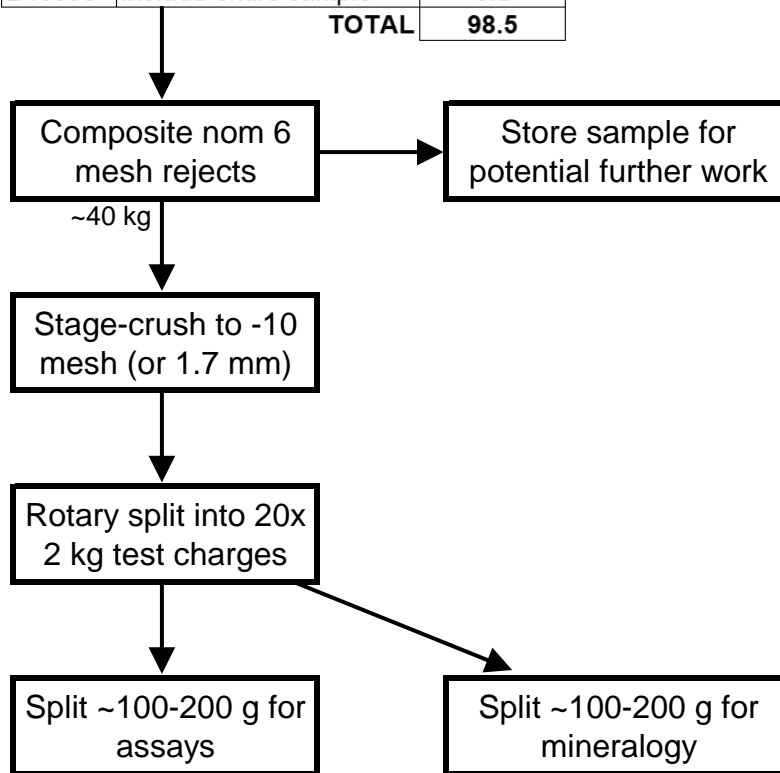 TOTAL 98.5
Composite nom 6
mesh rejects
Store sample for
potential further work
~40 kg
Stage-crush to -10
mesh (or 1.7 mm)
Rotary split into 20x
2 kg test charges
Split ~100-200 g for
assays
Split ~100-200 g for
mineralogy